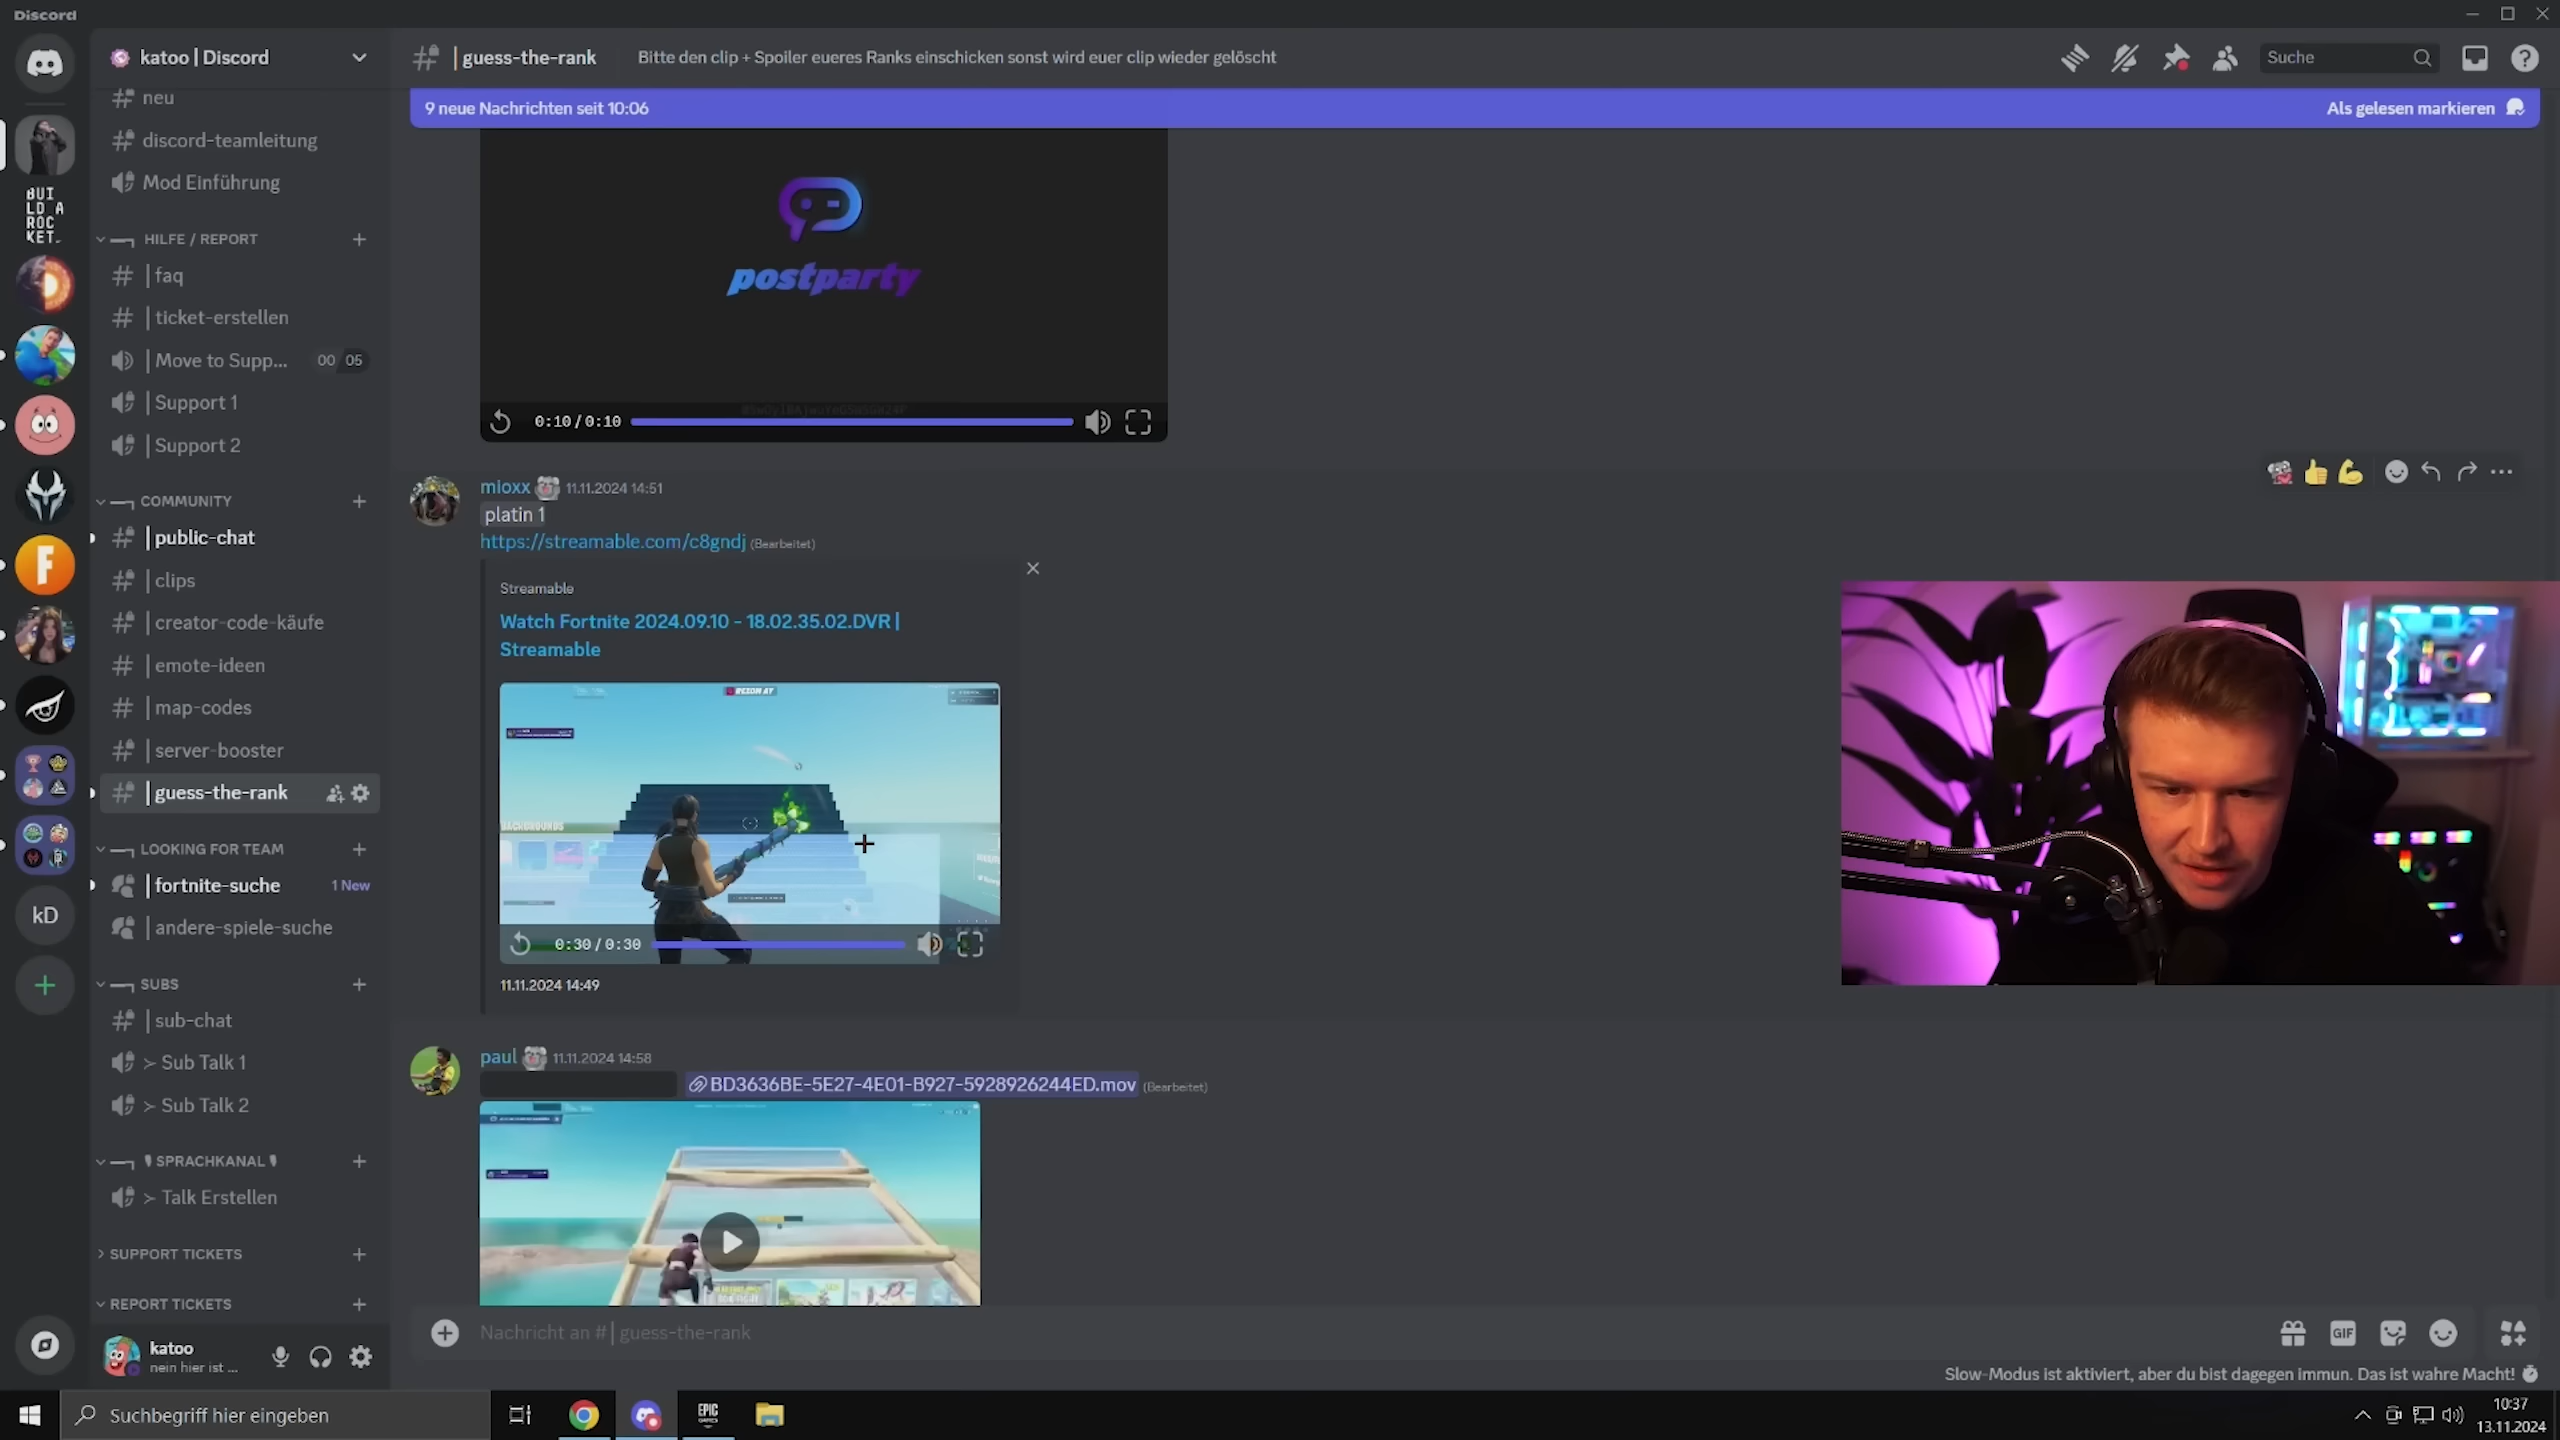 Discord
katoo | Discord
neu
discord-teamleitung
Mod Einführung
HILFE / REPORT
| faq
| ticket-erstellen
| Move to Supp... 00 05
| Support 1
| Support 2
COMMUNITY
| public-chat
| clips
| creator-code-käufe
| emote-ideen
| map-codes
| server-booster
| guess-the-rank
LOOKING FOR TEAM
| fortnite-suche 1 New
| andere-spiele-suche
SUBS
| sub-chat
> Sub Talk 1
> Sub Talk 2
SPRACHKANAL
> Talk Erstellen
SUPPORT TICKETS
REPORT TICKETS
katoo
nein hier ist ...
BUI
LD A
ROC
KET_
F
kD
| guess-the-rank Bitte den clip + Spoiler eueres Ranks einschicken sonst wird euer clip wieder gelöscht
Suche
9 neue Nachrichten seit 10:06 Als gelesen markieren
postparty
0:10 / 0:10
mioxx 11.11.2024 14:51
platin 1
https://streamable.com/c8gndj (Bearbeitet)
Streamable
Watch Fortnite 2024.09.10 - 18.02.35.02.DVR |
Streamable
BACKGROUNDS
0:30 / 0:30
11.11.2024 14:49
paul 11.11.2024 14:58
BD3636BE-5E27-4E01-B927-5928926244ED.mov (Bearbeitet)
Nachricht an # | guess-the-rank
GIF
Slow-Modus ist aktiviert, aber du bist dagegen immun. Das ist wahre Macht!
Suchbegriff hier eingeben
EPIC
GAMES
10:37
13.11.2024